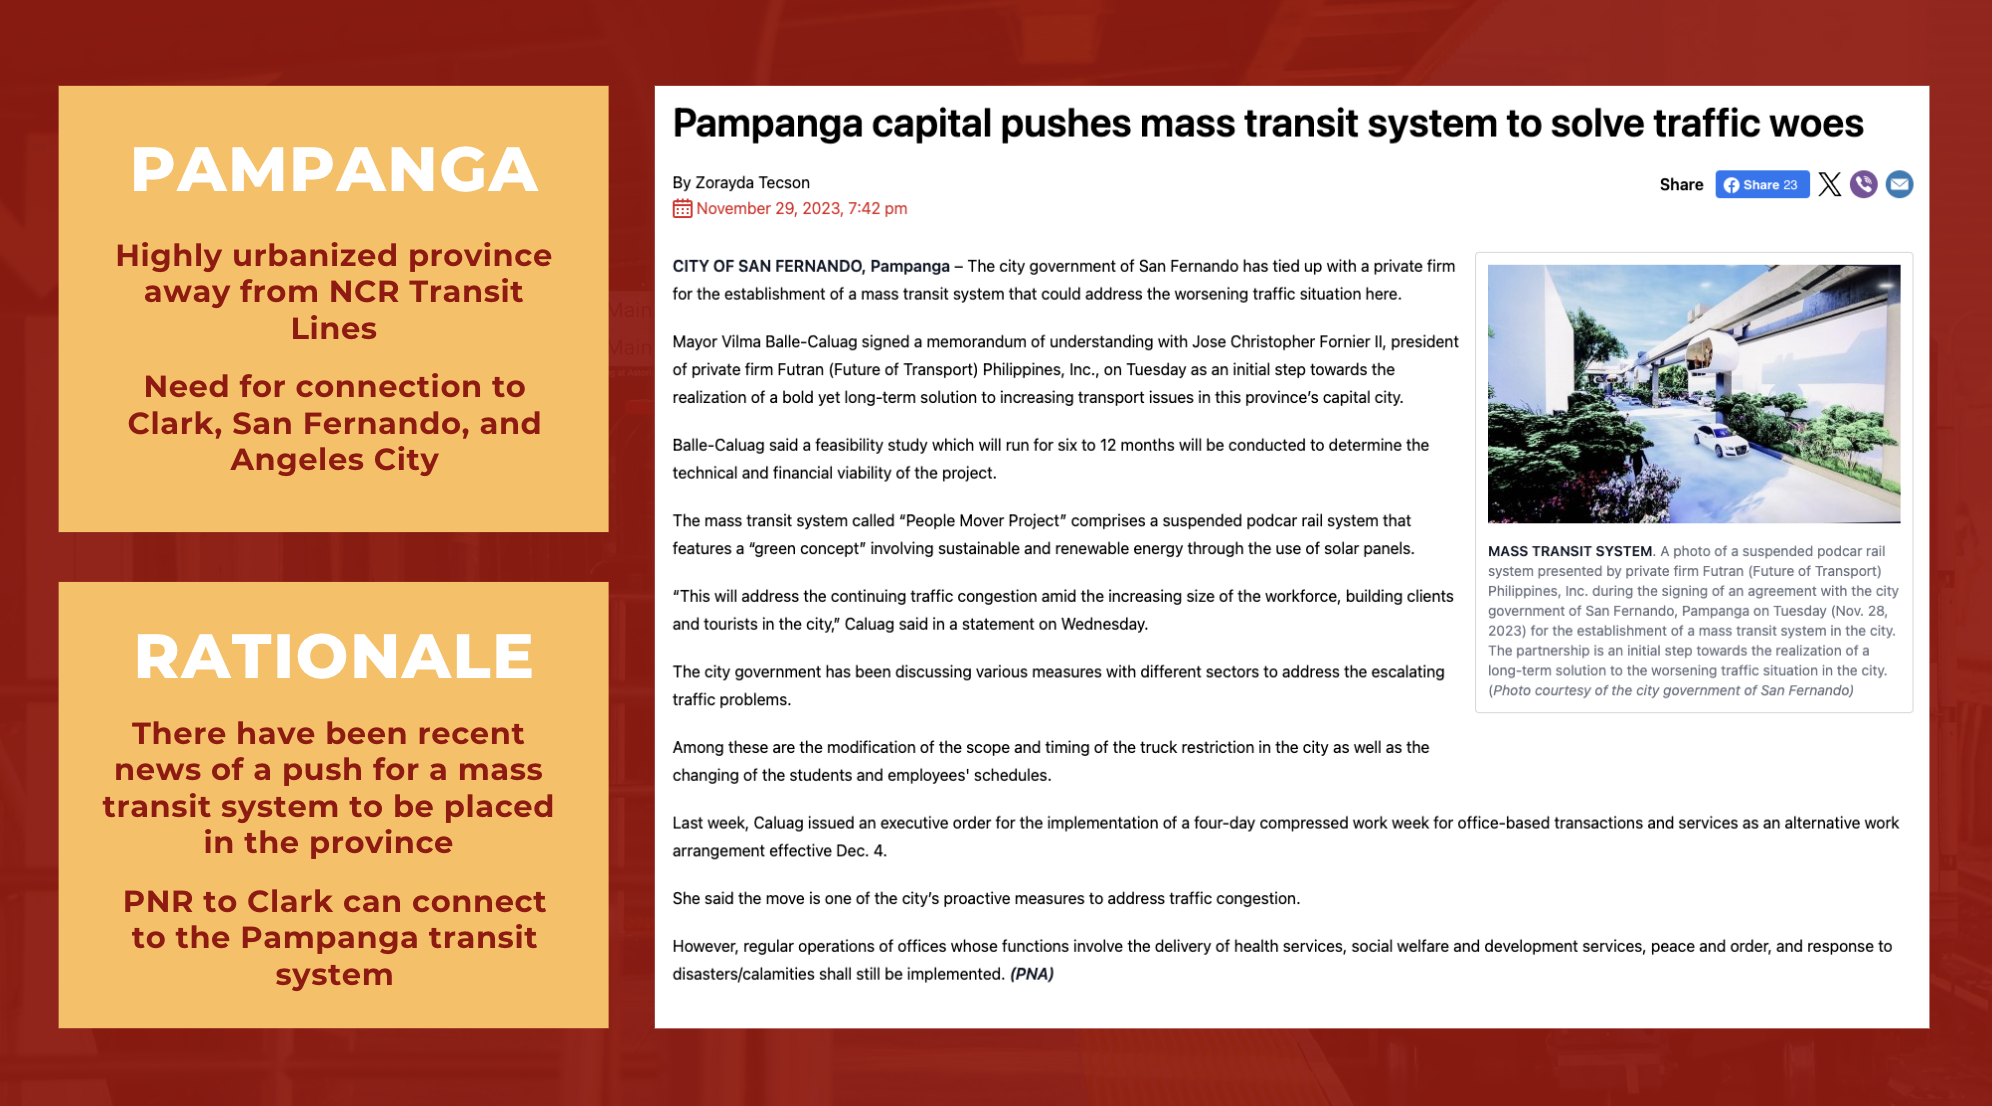 PAMPANGA
Highly urbanized province
away from NCR Transit
Lines
Need for connection to
Clark, San Fernando, and
Angeles City
RATIONALE
There have been recent
news of a push for a mass
transit system to be placed
in the province
PNR to Clark can connect
to the Pampanga transit
system
Pampanga capital pushes mass transit system to solve traffic woes
By Zorayda Tecson
November 29, 2023, 7:42 pm
Share
Share 23
CITY OF SAN FERNANDO, Pampanga – The city government of San Fernando has tied up with a private firm
for the establishment of a mass transit system that could address the worsening traffic situation here.
Mayor Vilma Balle-Caluag signed a memorandum of understanding with Jose Christopher Fornier II, president
of private firm Futran (Future of Transport) Philippines, Inc., on Tuesday as an initial step towards the
realization of a bold yet long-term solution to increasing transport issues in this province’s capital city.
Balle-Caluag said a feasibility study which will run for six to 12 months will be conducted to determine the
technical and financial viability of the project.
The mass transit system called “People Mover Project” comprises a suspended podcar rail system that
features a “green concept” involving sustainable and renewable energy through the use of solar panels.
“This will address the continuing traffic congestion amid the increasing size of the workforce, building clients
and tourists in the city,” Caluag said in a statement on Wednesday.
The city government has been discussing various measures with different sectors to address the escalating
traffic problems.
Among these are the modification of the scope and timing of the truck restriction in the city as well as the
changing of the students and employees' schedules.
Last week, Caluag issued an executive order for the implementation of a four-day compressed work week for office-based transactions and services as an alternative work
arrangement effective Dec. 4.
She said the move is one of the city’s proactive measures to address traffic congestion.
However, regular operations of offices whose functions involve the delivery of health services, social welfare and development services, peace and order, and response to
disasters/calamities shall still be implemented. (PNA)
MASS TRANSIT SYSTEM. A photo of a suspended podcar rail
system presented by private firm Futran (Future of Transport)
Philippines, Inc. during the signing of an agreement with the city
government of San Fernando, Pampanga on Tuesday (Nov. 28,
2023) for the establishment of a mass transit system in the city.
The partnership is an initial step towards the realization of a
long-term solution to the worsening traffic situation in the city.
(Photo courtesy of the city government of San Fernando)
Main
Main